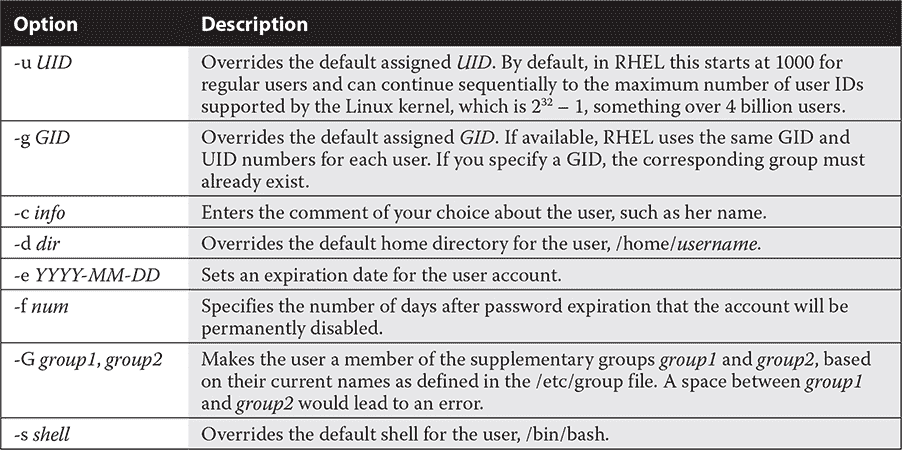 Option Description
-u UID Overrides the default assigned UID. By default, in RHEL this starts at 1000 for
regular users and can continue sequentially to the maximum number of user IDs
supported by the Linux kernel, which is 2³² – 1, something over 4 billion users.
-g GID Overrides the default assigned GID. If available, RHEL uses the same GID and
UID numbers for each user. If you specify a GID, the corresponding group must
already exist.
-c info Enters the comment of your choice about the user, such as her name.
-d dir Overrides the default home directory for the user, /home/username.
-e YYYY-MM-DD Sets an expiration date for the user account.
-f num Specifies the number of days after password expiration that the account will be
permanently disabled.
-G group1, group2 Makes the user a member of the supplementary groups group1 and group2, based
on their current names as defined in the /etc/group file. A space between group1
and group2 would lead to an error.
-s shell Overrides the default shell for the user, /bin/bash.